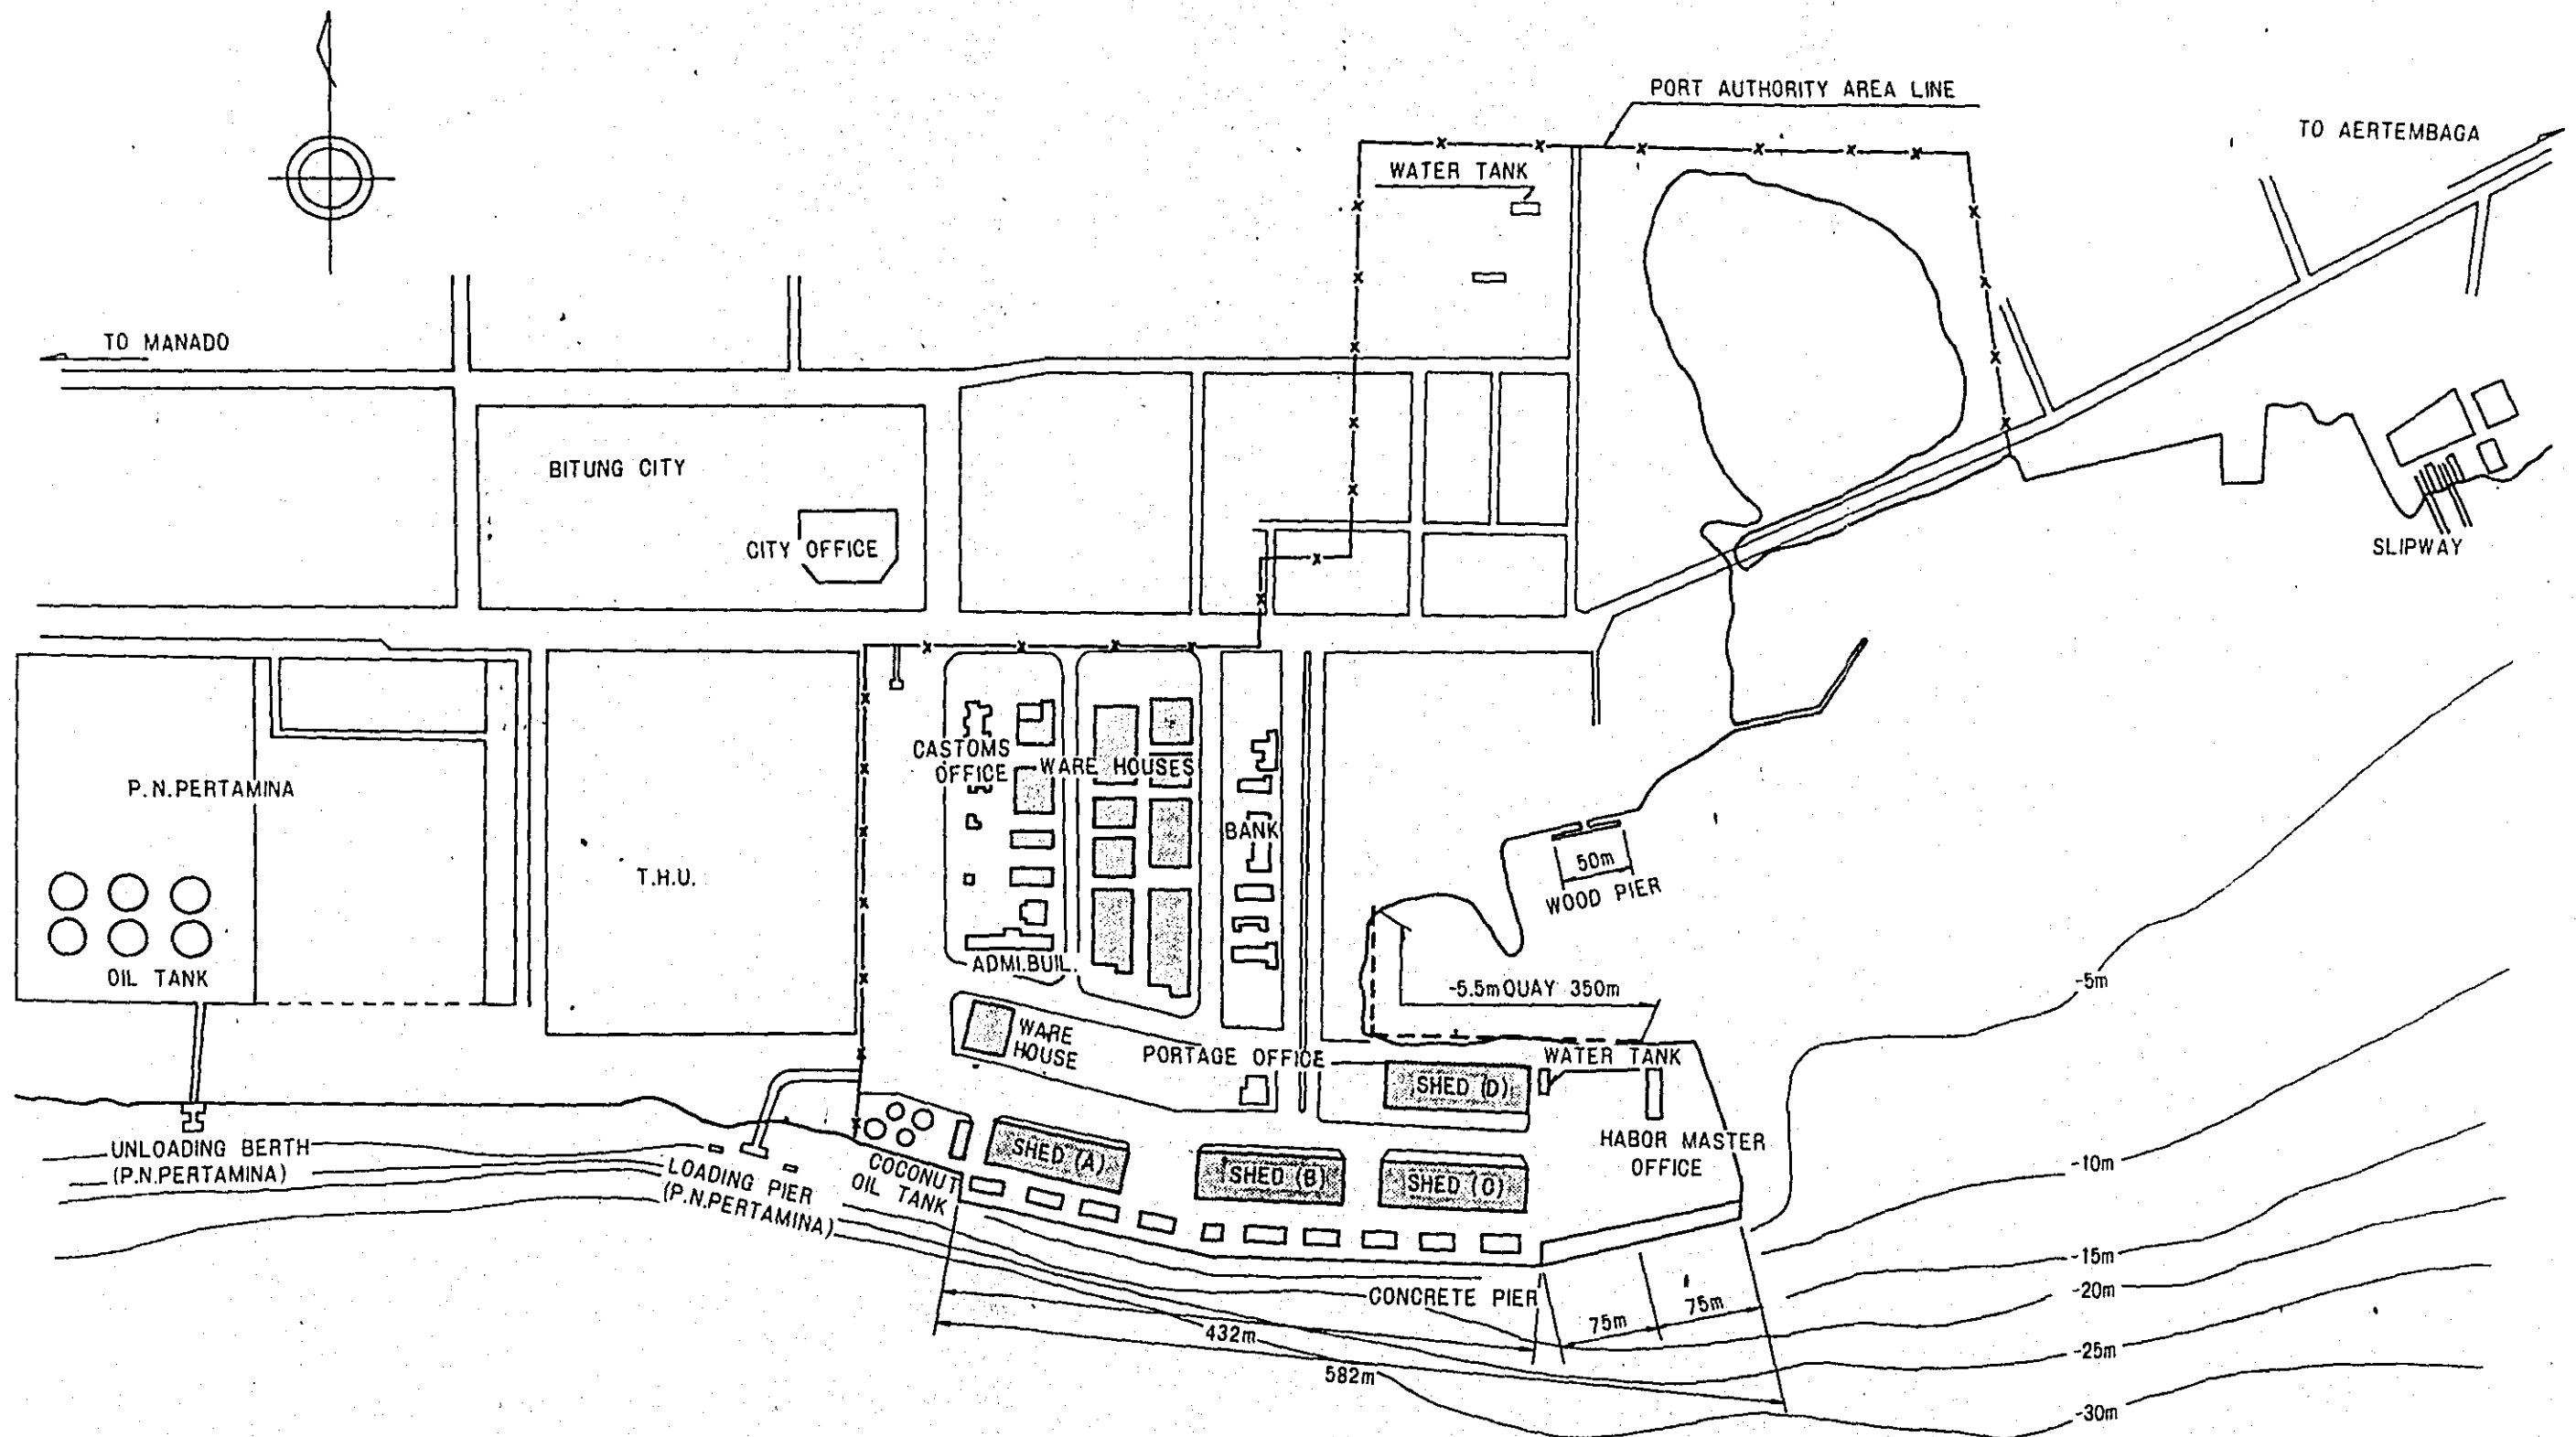 PORT AUTHORITY AREA LINE
TO AERTEMBAGA
WATER TANK
TO MANADO
BITUNG CITY
CITY OFFICE
SLIPWAY
CASTOMS
OFFICE
WARE HOUSES
P.N.PERTAMINA
BANK
T.H.U.
50m
WOOD PIER
OIL TANK
ADMI.BUIL.
-5.5m QUAY 350m
-5m
WARE
HOUSE
PORTAGE OFFICE
WATER TANK
SHED (D)
UNLOADING BERTH
(P.N.PERTAMINA)
LOADING PIER
(P.N.PERTAMINA)
COCONUT
OIL TANK
SHED (A)
SHED (B)
SHED (C)
HABOR MASTER
OFFICE
-10m
-15m
-20m
CONCRETE PIER
75m
75m
432m
582m
-25m
-30m